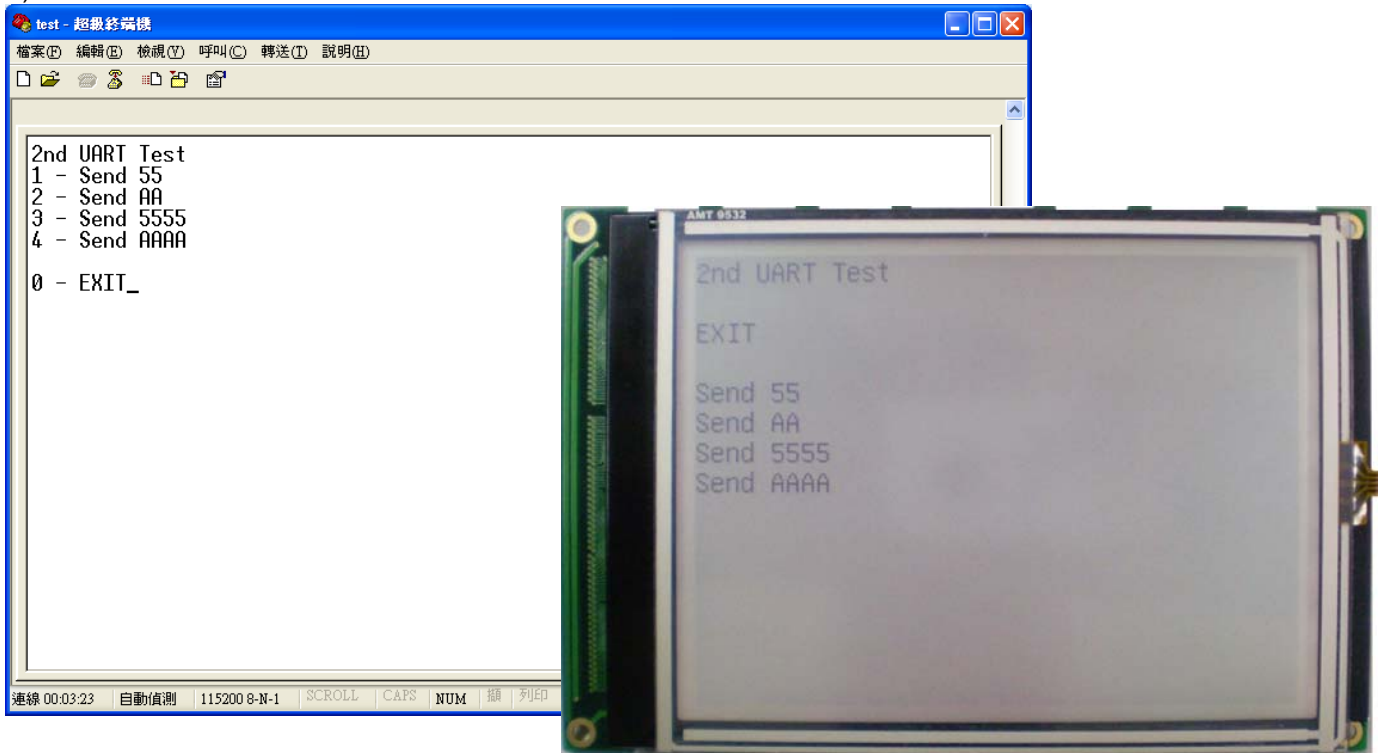 test - 超級終端機
檔案(F) 編輯(E) 檢視(V) 呼叫(C) 轉送(T) 說明(H)
2nd UART Test
1 - Send 55
2 - Send AA
3 - Send 5555
4 - Send AAAA
0 - EXIT_
連線 00:03:23 自動偵測 115200 8-N-1 SCROLL CAPS NUM 擷 列印
AMT 9532
2nd UART Test
EXIT
Send 55
Send AA
Send 5555
Send AAAA